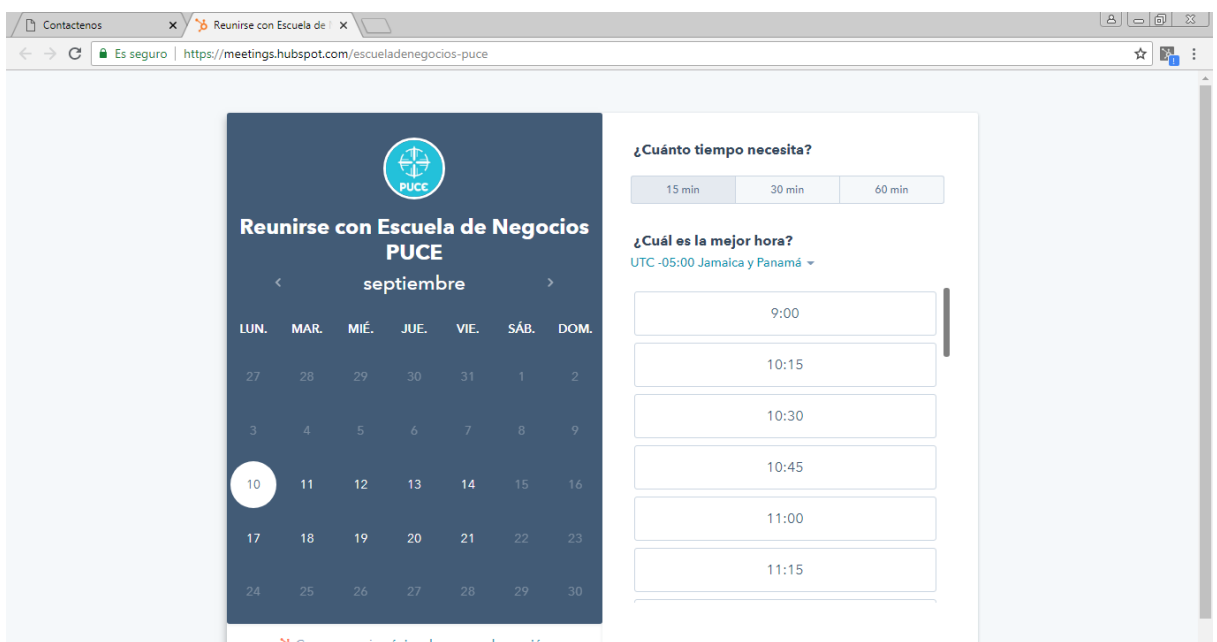 Contactenos
Reunirse con Escuela de
Es seguro | https://meetings.hubspot.com/escueladenegocios-puce
PUCE
Reunirse con Escuela de Negocios
PUCE
septiembre
LUN. MAR. MIÉ. JUE. VIE. SÁB. DOM.
27 28 29 30 31 1 2
3 4 5 6 7 8 9
10 11 12 13 14 15 16
17 18 19 20 21 22 23
24 25 26 27 28 29 30
¿Cuánto tiempo necesita?
15 min 30 min 60 min
¿Cuál es la mejor hora?
UTC -05:00 Jamaica y Panamá
9:00
10:15
10:30
10:45
11:00
11:15